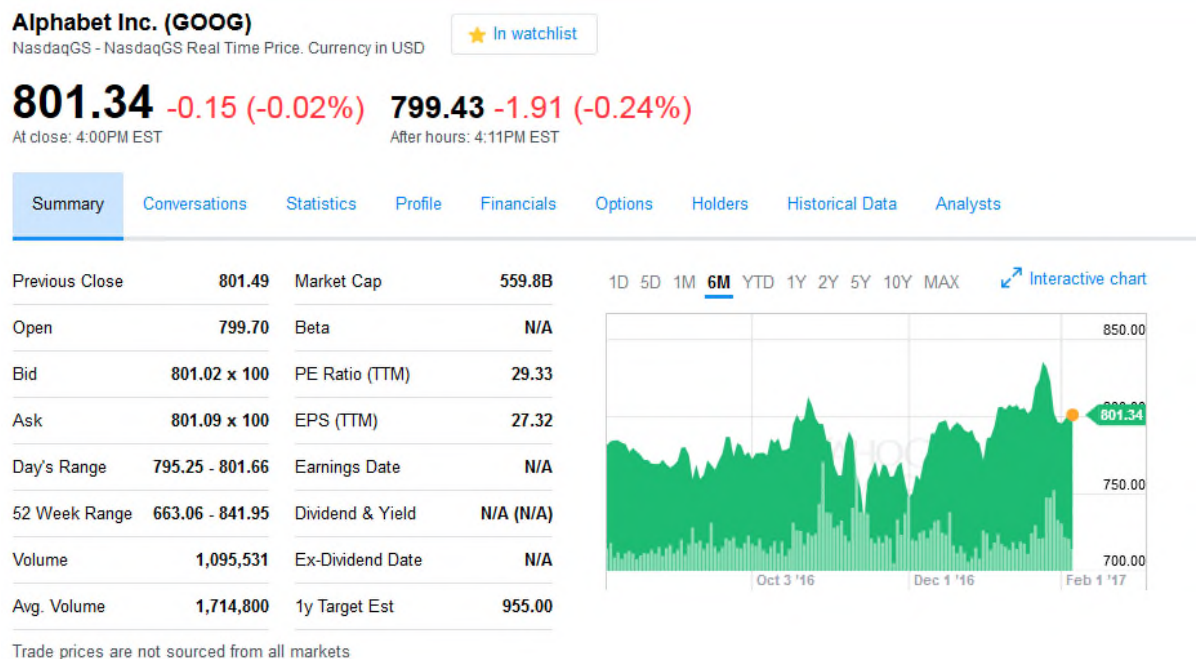 Alphabet Inc. (GOOG)
In watchlist
NasdaqGS - NasdaqGS Real Time Price. Currency in USD
801.34 -0.15 (-0.02%) 799.43 -1.91 (-0.24%)
At close: 4:00PM EST After hours: 4:11PM EST
Summary Conversations Statistics Profile Financials Options Holders Historical Data Analysts
Previous Close 801.49 Market Cap 559.8B
Open 799.70 Beta N/A
Bid 801.02 x 100 PE Ratio (TTM) 29.33
Ask 801.09 x 100 EPS (TTM) 27.32
Day's Range 795.25 - 801.66 Earnings Date N/A
52 Week Range 663.06 - 841.95 Dividend & Yield N/A (N/A)
Volume 1,095,531 Ex-Dividend Date N/A
Avg. Volume 1,714,800 1y Target Est 955.00
Trade prices are not sourced from all markets
1D 5D 1M 6M YTD 1Y 2Y 5Y 10Y MAX Interactive chart
850.00
801.34
750.00
700.00
Oct 3 '16 Dec 1 '16 Feb 1 '17